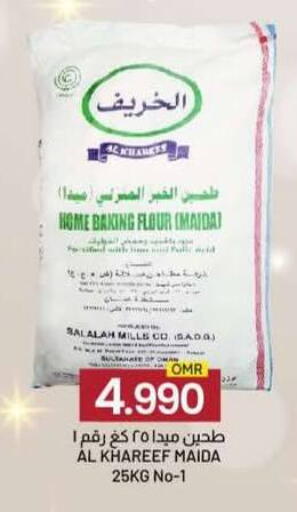 الخريف
AL KHAREEF
طحين الخبز المنزلي (ميدا)
HOME BAKING FLOUR (MAIDA)
Fortified with Iron and Folic Acid
SALALAH MILLS CO. (S.A.O.G.)
SULTANATE OF OMAN
OMR
4.990
طحين ميدا ٢٥ كغ رقم ١
AL KHAREEF MAIDA
25KG No-1